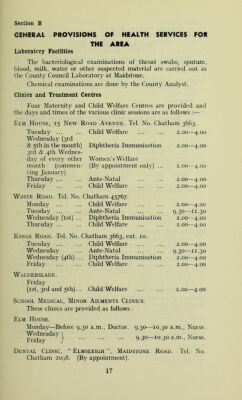 Section B
GENERAL PROVISIONS OF HEALTH SERVICES FOR
THE AREA
Laboratory Facilities
The bacteriological examinations of throat swabs, sputum,
blood, milk, water or other suspected material are carried out in
the County Council Laboratory at Maidstone.
Chemical examinations are done by the County Analyst.
Clinics and Treatment Centres
Four Maternity and Child Welfare Centres are provided and
the days and times of the various clinic sessions are as follows :—
ELM HOUSE, 25 NEW ROAD AVENUE. Tel. No. Chatham 3663.
Tuesday ... ... Child Welfare ... ... 2.00—4.00
Wednesday (3rd
& 5th in the month) Diphtheria Immunisation 2.00—4.00
3rd & 4th Wednes-
day of every other Women's Welfare
month (commen- (By appointment only) ... 1.00—4.00
cing January)
Thursday ... ... Ante-Natal ... ... 2.00—4.00
Friday ... ... Child Welfare ... ... 2.00—4.00
WHITE ROAD. Tel. No. Chatham 45767.
Monday ... ... Child Welfare ... ... 2.00—4.00
Tuesday ... ... Ante-Natal ... ... 9.30—11.30
Wednesday (1st) ... Diphtheria Immunisation 2.00—4.00
Thursday ... ... Child Welfare ... ... 2.00—4.00
KINGS ROAD. Tel. No. Chatham 3663, ext. 10.
Tuesday ... ... Child Welfare ... ... 2.00—4.00
Wednesday ... Ante-Natal ... ... 9.30—11.30
Wednesday (4th) ... Diphtheria Immunisation 2.00—4.00
Friday ... ... Child Welfare ... ... 2.00—4.00
WALDERSLADE.
Friday
(1st, 3rd and 5th)... Child Welfare ... ... 2.00—4.00
SCHOOL MEDICAL, MINOR AILMENTS CLINICS.
These clinics are provided as follows :
ELM HOUSE.
Monday—Before 9.30 a.m., Doctor. 9.30—10.30 a.m., Nurse.
Wednesday }
Friday } ... ... ... 9.30—10.30 a.m., Nurse.
DENTAL CLINIC, " ELMSLEIGH ", MAIDSTONE ROAD. Tel. No.
Chatham 2098. (By appointment).
17